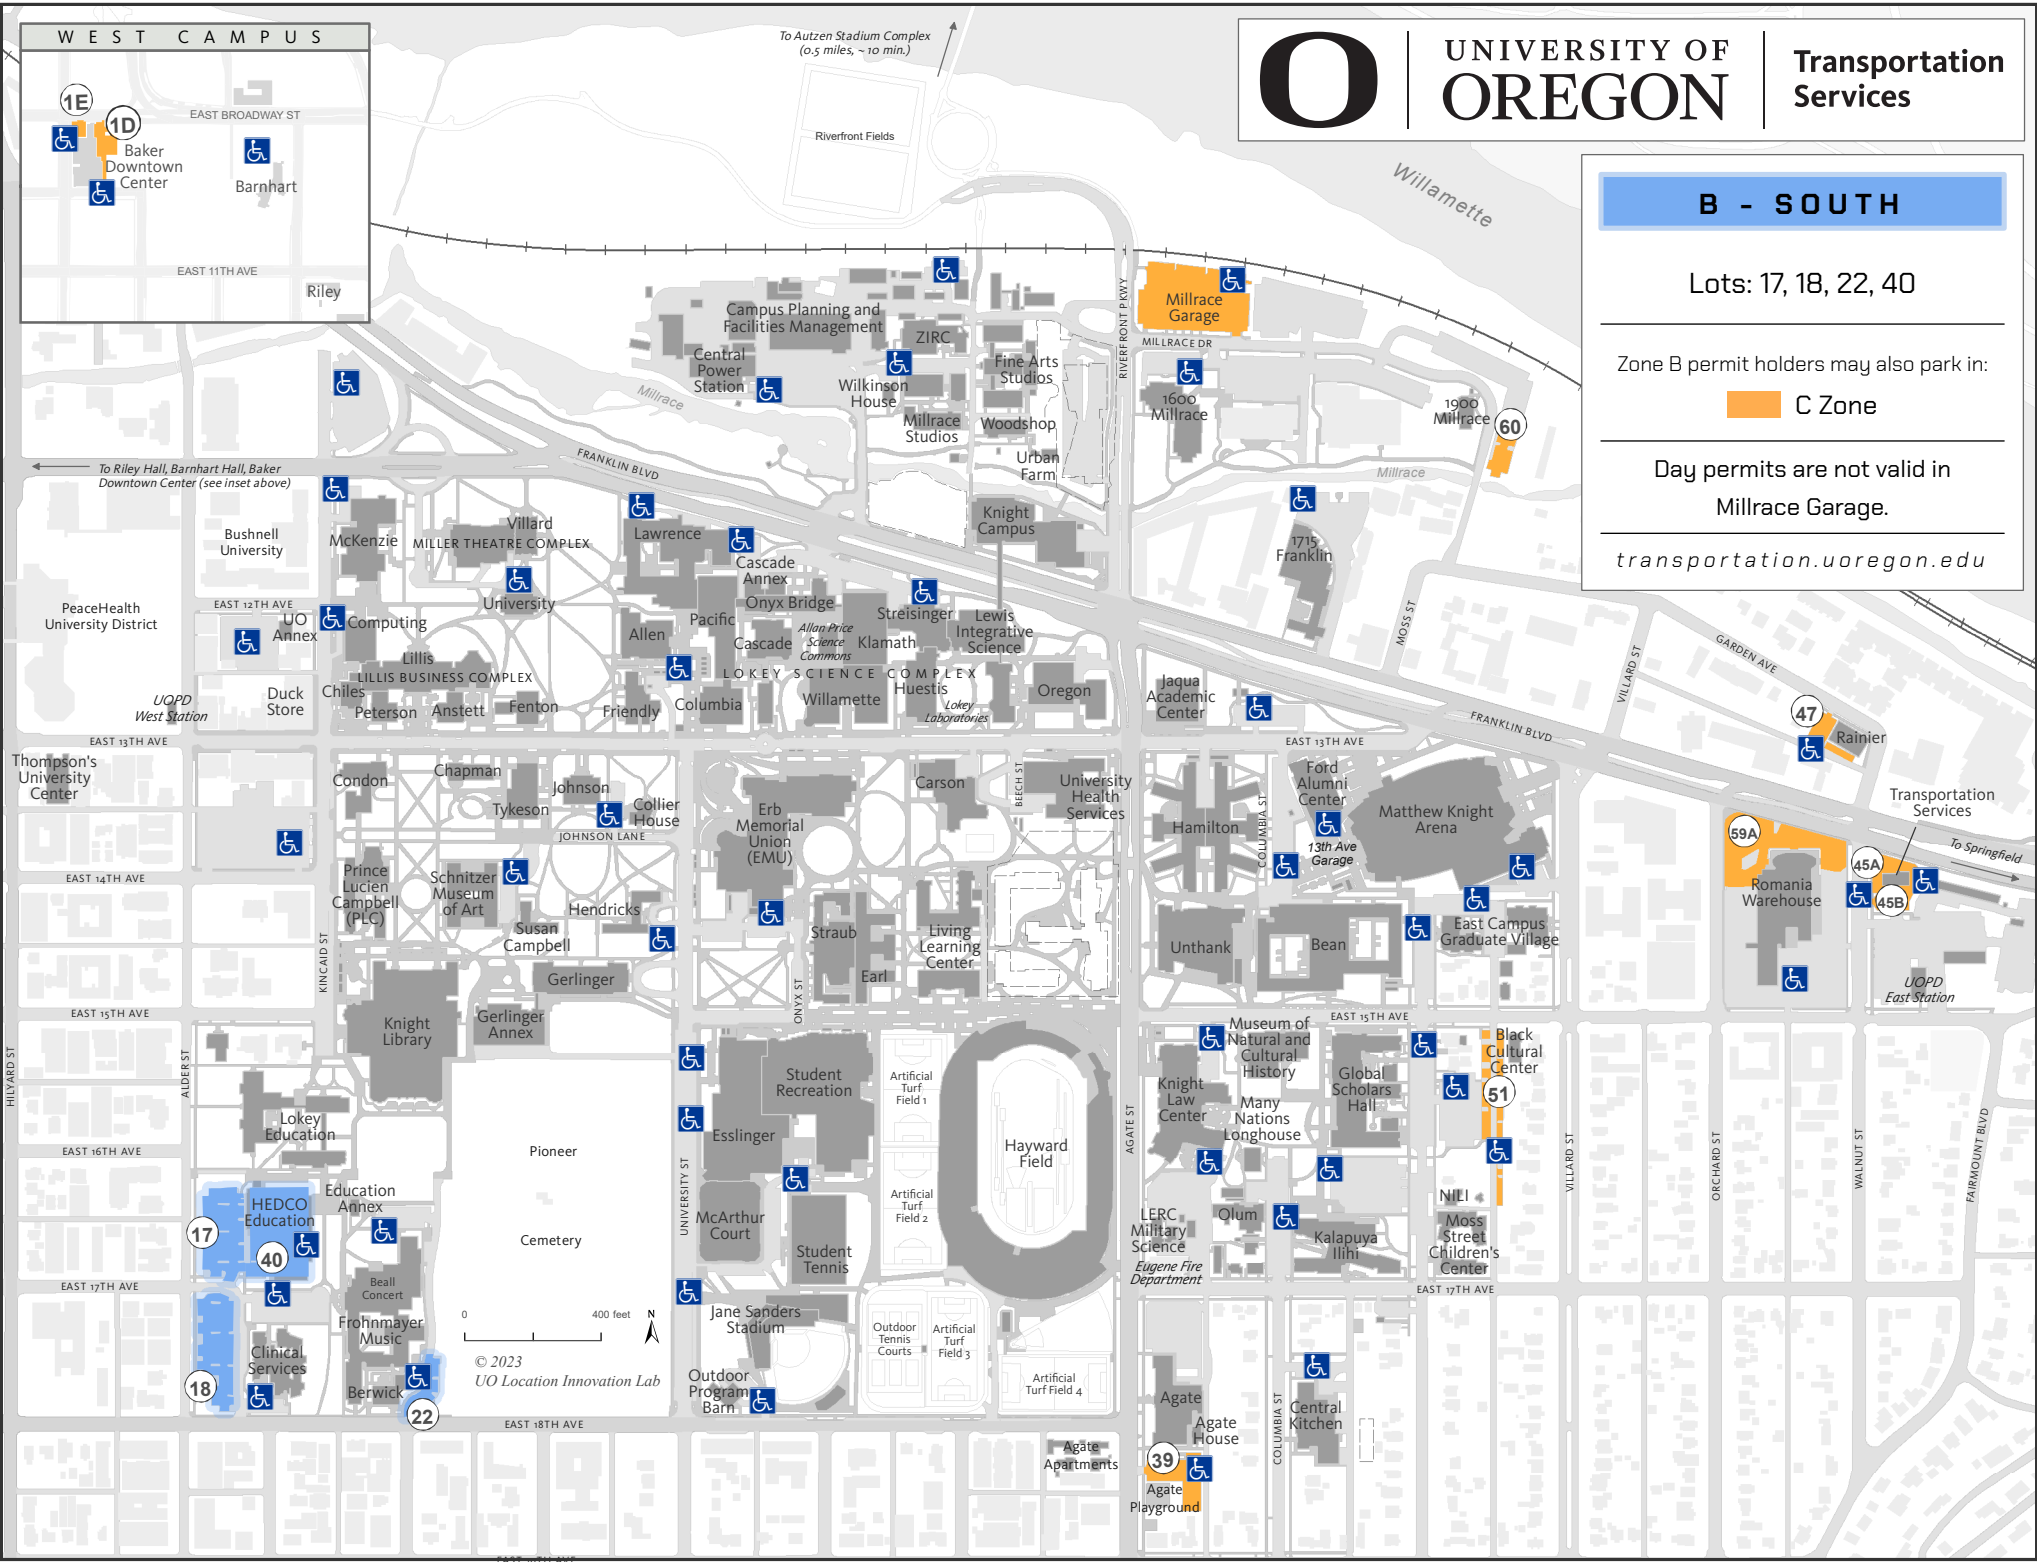 WEST CAMPUS
1E
1D
EAST BROADWAY ST
Baker
Downtown
Center
Barnhart
EAST 11TH AVE
Riley
To Autzen Stadium Complex
(0.5 miles, ~ 10 min.)
Riverfront Fields
UNIVERSITY OF
OREGON
Transportation
Services
Willamette
B - SOUTH
Lots: 17, 18, 22, 40
Zone B permit holders may also park in:
C Zone
Day permits are not valid in
Millrace Garage.
transportation.uoregon.edu
Campus Planning and
Facilities Management
ZIRC
Central
Power
Station
Wilkinson
House
Fine Arts
Studios
Millrace
Studios
Woodshop
Urban
Farm
Millrace
RIVERFRONT PKWY
Millrace
Garage
MILLRACE DR
1600
Millrace
1900
Millrace
60
Millrace
To Riley Hall, Barnhart Hall, Baker
Downtown Center (see inset above)
FRANKLIN BLVD
Bushnell
University
McKenzie
Villard
MILLER THEATRE COMPLEX
University
Lawrence
Cascade
Annex
Knight
Campus
1715
Franklin
PeaceHealth
University District
EAST 12TH AVE
UO
Annex
Computing
Onyx Bridge
Pacific
Allen
Cascade
Allan Price
Science
Commons
Klamath
Streisinger
Lewis
Integrative
Science
MOSS ST
VILLARD ST
GARDEN AVE
Lillis
LILLIS BUSINESS COMPLEX
LOKEY SCIENCE COMPLEX
Duck
Store
Chiles
Peterson
Anstett
Fenton
Friendly
Columbia
Willamette
Huestis
Lokey
Laboratories
Oregon
Jaqua
Academic
Center
FRANKLIN BLVD
47
Rainier
UOPD
West Station
EAST 13TH AVE
EAST 13TH AVE
Thompson's
University
Center
Condon
Chapman
Tykeson
Johnson
Collier
House
JOHNSON LANE
Erb
Memorial
Union
(EMU)
Carson
BEECH ST
University
Health
Services
Hamilton
COLUMBIA ST
Ford
Alumni
Center
13th Ave
Garage
Matthew Knight
Arena
Transportation
Services
59A
45A
45B
To Springfield
Romania
Warehouse
EAST 14TH AVE
Prince
Lucien
Campbell
(PLC)
Schnitzer
Museum
of Art
Hendricks
Susan
Campbell
Straub
Earl
Living
Learning
Center
Unthank
Bean
East Campus
Graduate Village
UOPD
East Station
KINCAID ST
Gerlinger
Gerlinger
Annex
Knight
Library
ONYX ST
EAST 15TH AVE
EAST 15TH AVE
HILYARD ST
ALDER ST
Lokey
Education
EAST 16TH AVE
Student
Recreation
Esslinger
Artificial
Turf
Field 1
Hayward
Field
AGATE ST
Knight
Law
Center
Museum of
Natural and
Cultural
History
Many
Nations
Longhouse
Global
Scholars
Hall
Black
Cultural
Center
51
VILLARD ST
ORCHARD ST
WALNUT ST
FAIRMOUNT BLVD
Pioneer
Cemetery
UNIVERSITY ST
Education
Annex
HEDCO
Education
17
40
McArthur
Court
Student
Tennis
Artificial
Turf
Field 2
LERC
Military
Science
Eugene Fire
Department
Olum
Kalapuya
Ilihi
NILI
Moss
Street
Children's
Center
EAST 17TH AVE
EAST 17TH AVE
Beall
Concert
Frohnmayer
Music
Clinical
Services
18
Berwick
22
0
400 feet
N
© 2023
UO Location Innovation Lab
Jane Sanders
Stadium
Outdoor
Program
Barn
Outdoor
Tennis
Courts
Artificial
Turf
Field 3
Artificial
Turf Field 4
Agate
Agate
House
COLUMBIA ST
Central
Kitchen
EAST 18TH AVE
Agate
Apartments
39
Agate
Playground